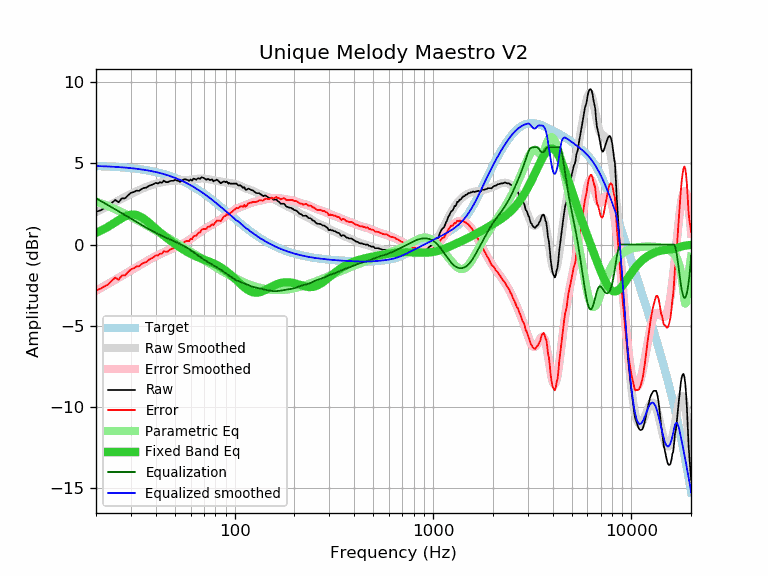 Unique Melody Maestro V2
10
5
0
−5
−10
−15
Amplitude (dBr)
Target
Raw Smoothed
Error Smoothed
Raw
Error
Parametric Eq
Fixed Band Eq
Equalization
Equalized smoothed
100
1000
10000
Frequency (Hz)